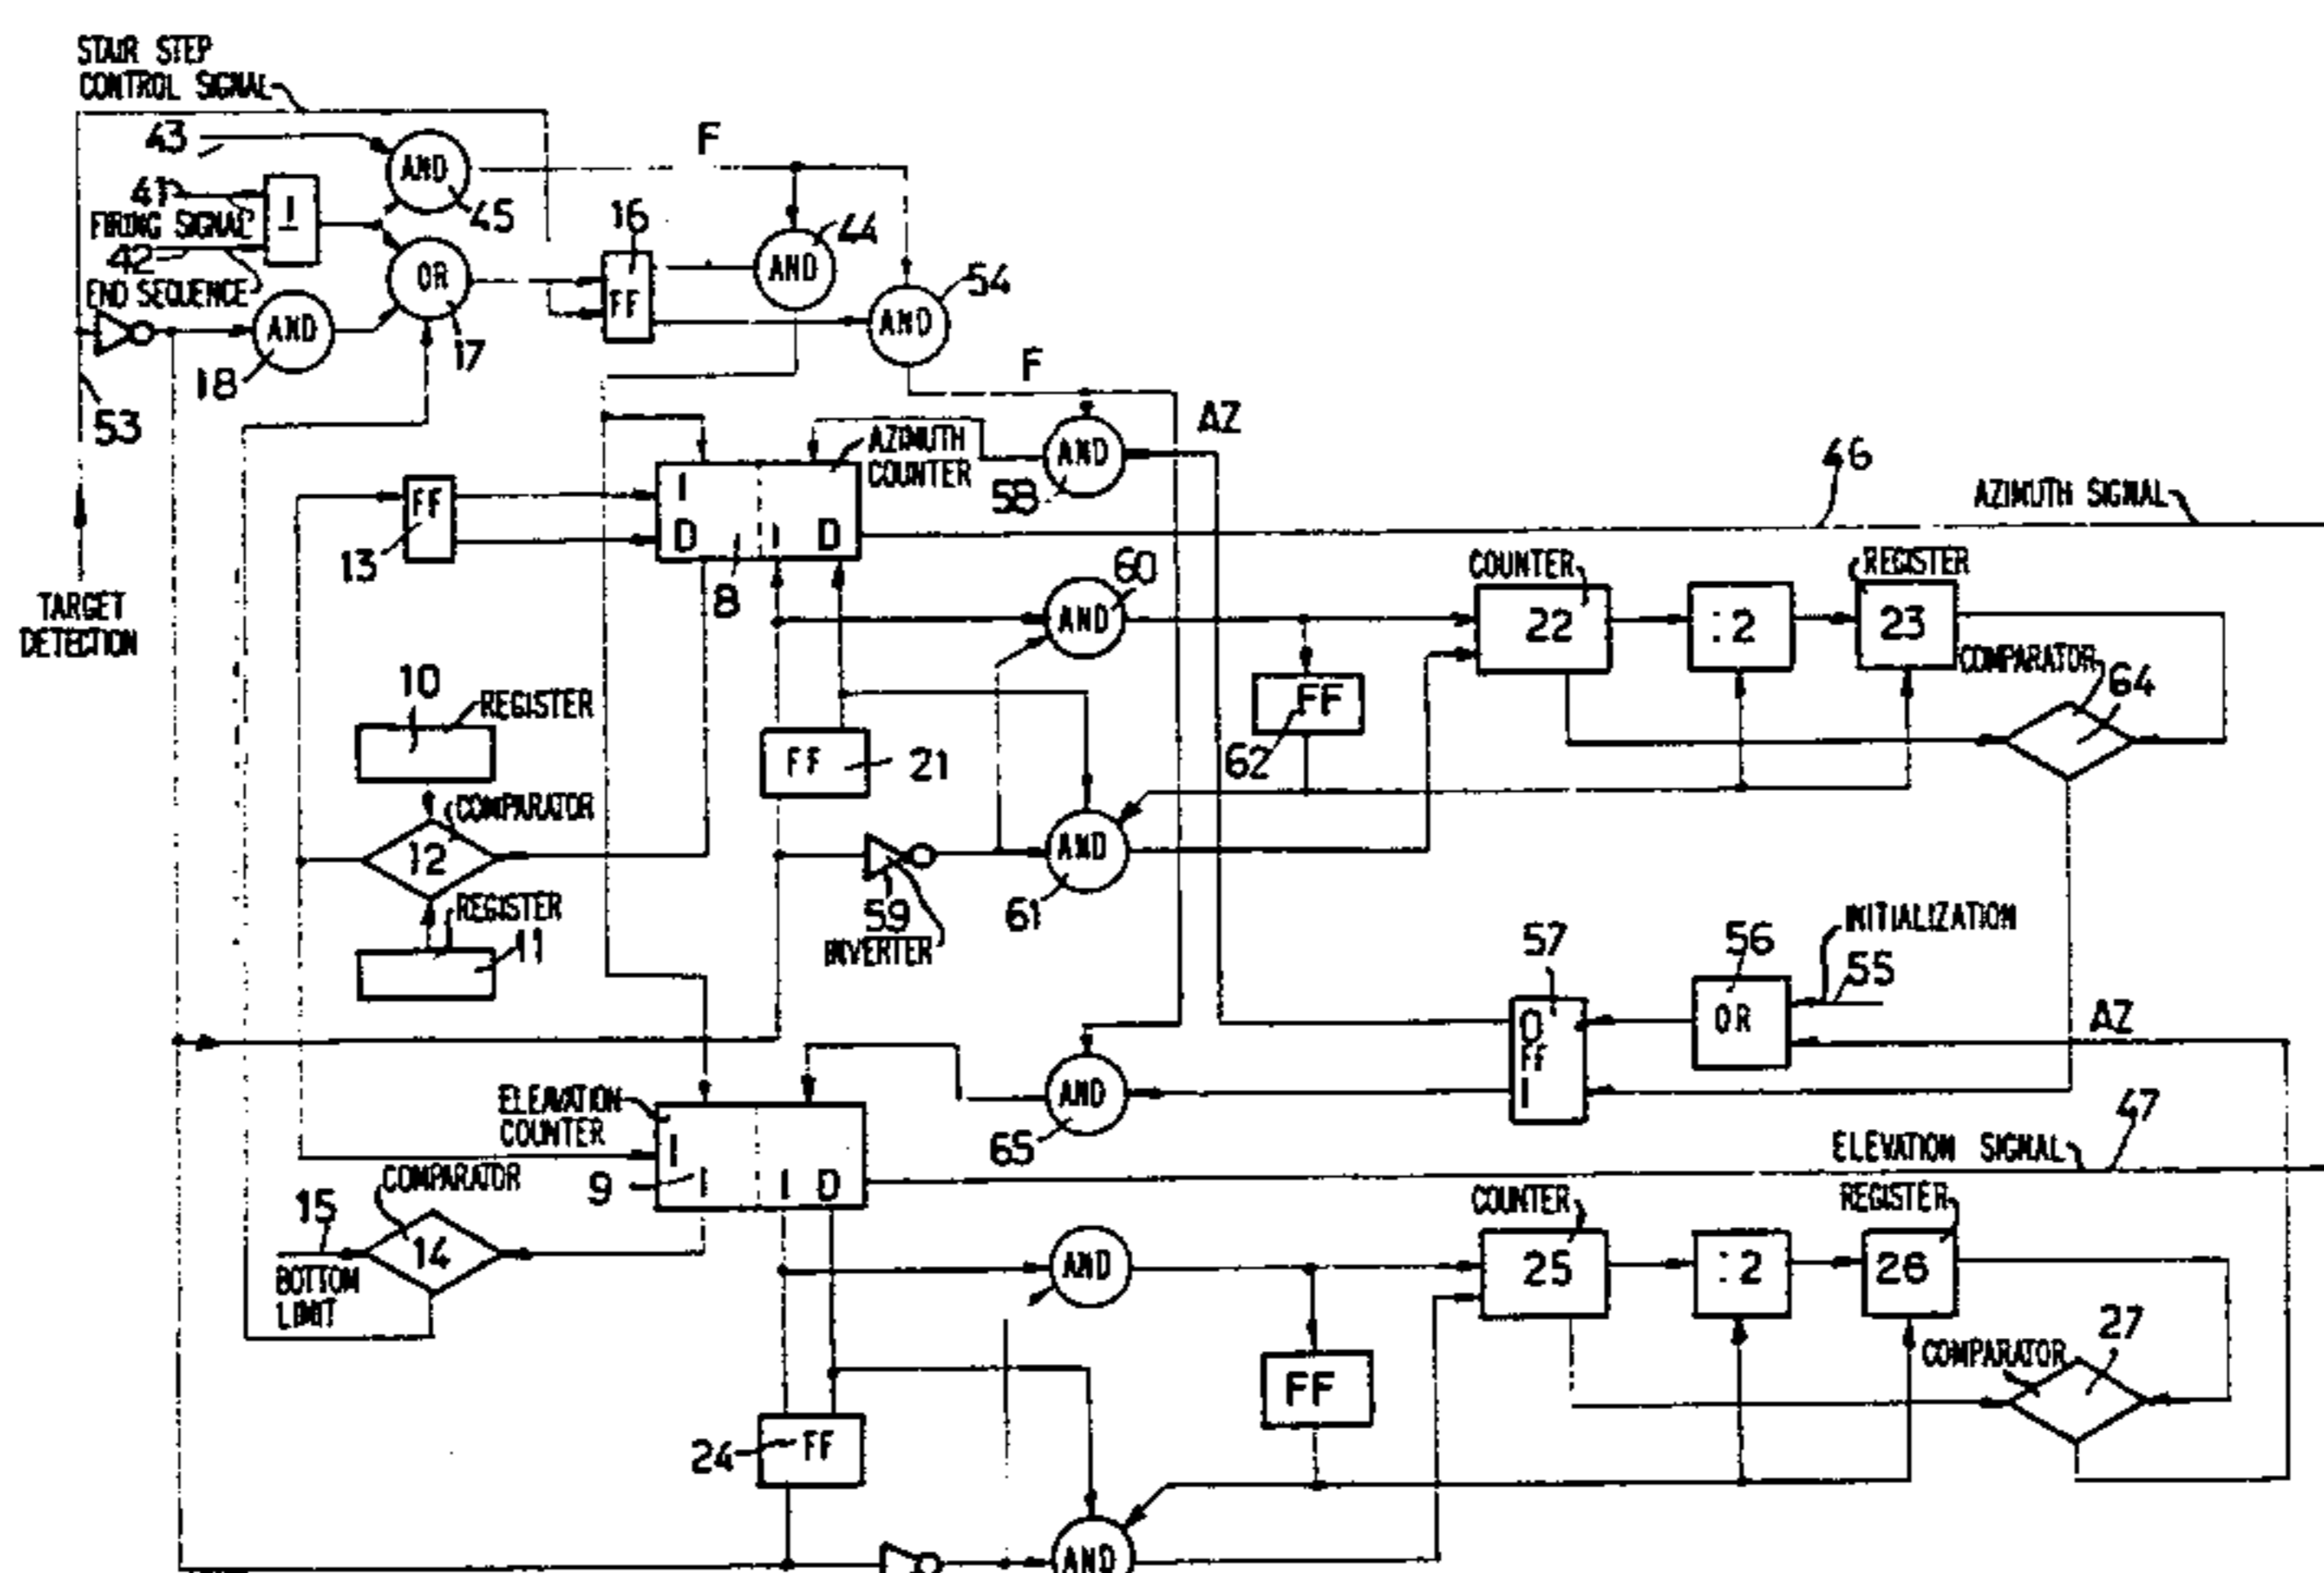 STAIR STEP
CONTROL SIGNAL
43
AND
45
F
41
FIRING SIGNAL
42
END SEQUENCE
1
OR
17
AND
18
53
16
FF
AND
44
AND
54
F
TARGET
DETECTION
FF
13
I
D
8
I
D
AZIMUTH
COUNTER
AND
58
AZ
46
AZIMUTH SIGNAL
AND
60
COUNTER
22
:2
REGISTER
23
COMPARATOR
64
FF
62
10
REGISTER
COMPARATOR
12
REGISTER
11
FF
21
59
INVERTER
AND
61
57
O
FF
I
56
OR
INITIALIZATION
55
AZ
AND
65
ELEAVATION
COUNTER
I
I
I D
9
47
ELEVATION SIGNAL
COMPARATOR
14
15
BOTTOM
LIMIT
AND
COUNTER
25
:2
REGISTER
26
COMPARATOR
27
FF
24
FF
AND